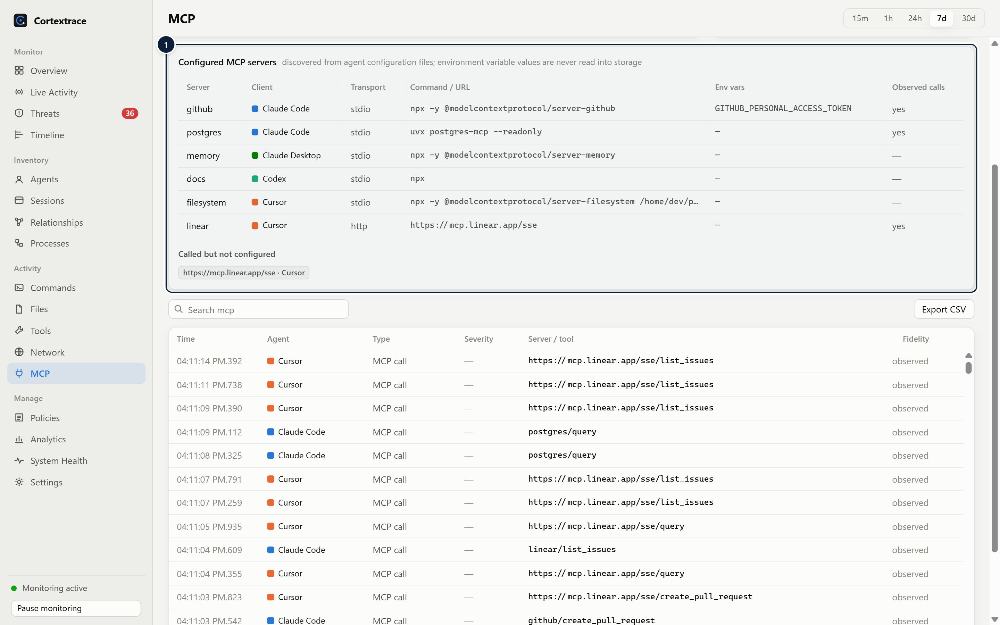 Cortextrace
Monitor
Overview
Live Activity
Threats 36
Timeline
Inventory
Agents
Sessions
Relationships
Processes
Activity
Commands
Files
Tools
Network
MCP
Manage
Policies
Analytics
System Health
Settings
Monitoring active
Pause monitoring
MCP
15m 1h 24h 7d 30d
1
Configured MCP servers discovered from agent configuration files; environment variable values are never read into storage
Server Client Transport Command / URL Env vars Observed calls
github Claude Code stdio npx -y @modelcontextprotocol/server-github GITHUB_PERSONAL_ACCESS_TOKEN yes
postgres Claude Code stdio uvx postgres-mcp --readonly — yes
memory Claude Desktop stdio npx -y @modelcontextprotocol/server-memory — —
docs Codex stdio npx — —
filesystem Cursor stdio npx -y @modelcontextprotocol/server-filesystem /home/dev/p… — —
linear Cursor http https://mcp.linear.app/sse — yes
Called but not configured
https://mcp.linear.app/sse · Cursor
Search mcp
Export CSV
Time Agent Type Severity Server / tool Fidelity
04:11:14 PM.392 Cursor MCP call — https://mcp.linear.app/sse/list_issues observed
04:11:11 PM.738 Cursor MCP call — https://mcp.linear.app/sse/list_issues observed
04:11:09 PM.390 Cursor MCP call — https://mcp.linear.app/sse/list_issues observed
04:11:09 PM.112 Claude Code MCP call — postgres/query observed
04:11:08 PM.325 Claude Code MCP call — postgres/query observed
04:11:07 PM.791 Cursor MCP call — https://mcp.linear.app/sse/list_issues observed
04:11:07 PM.259 Cursor MCP call — https://mcp.linear.app/sse/list_issues observed
04:11:05 PM.935 Cursor MCP call — https://mcp.linear.app/sse/query observed
04:11:04 PM.609 Claude Code MCP call — linear/list_issues observed
04:11:04 PM.355 Cursor MCP call — https://mcp.linear.app/sse/query observed
04:11:03 PM.823 Cursor MCP call — https://mcp.linear.app/sse/create_pull_request observed
04:11:03 PM.542 Claude Code MCP call — github/create_pull_request observed